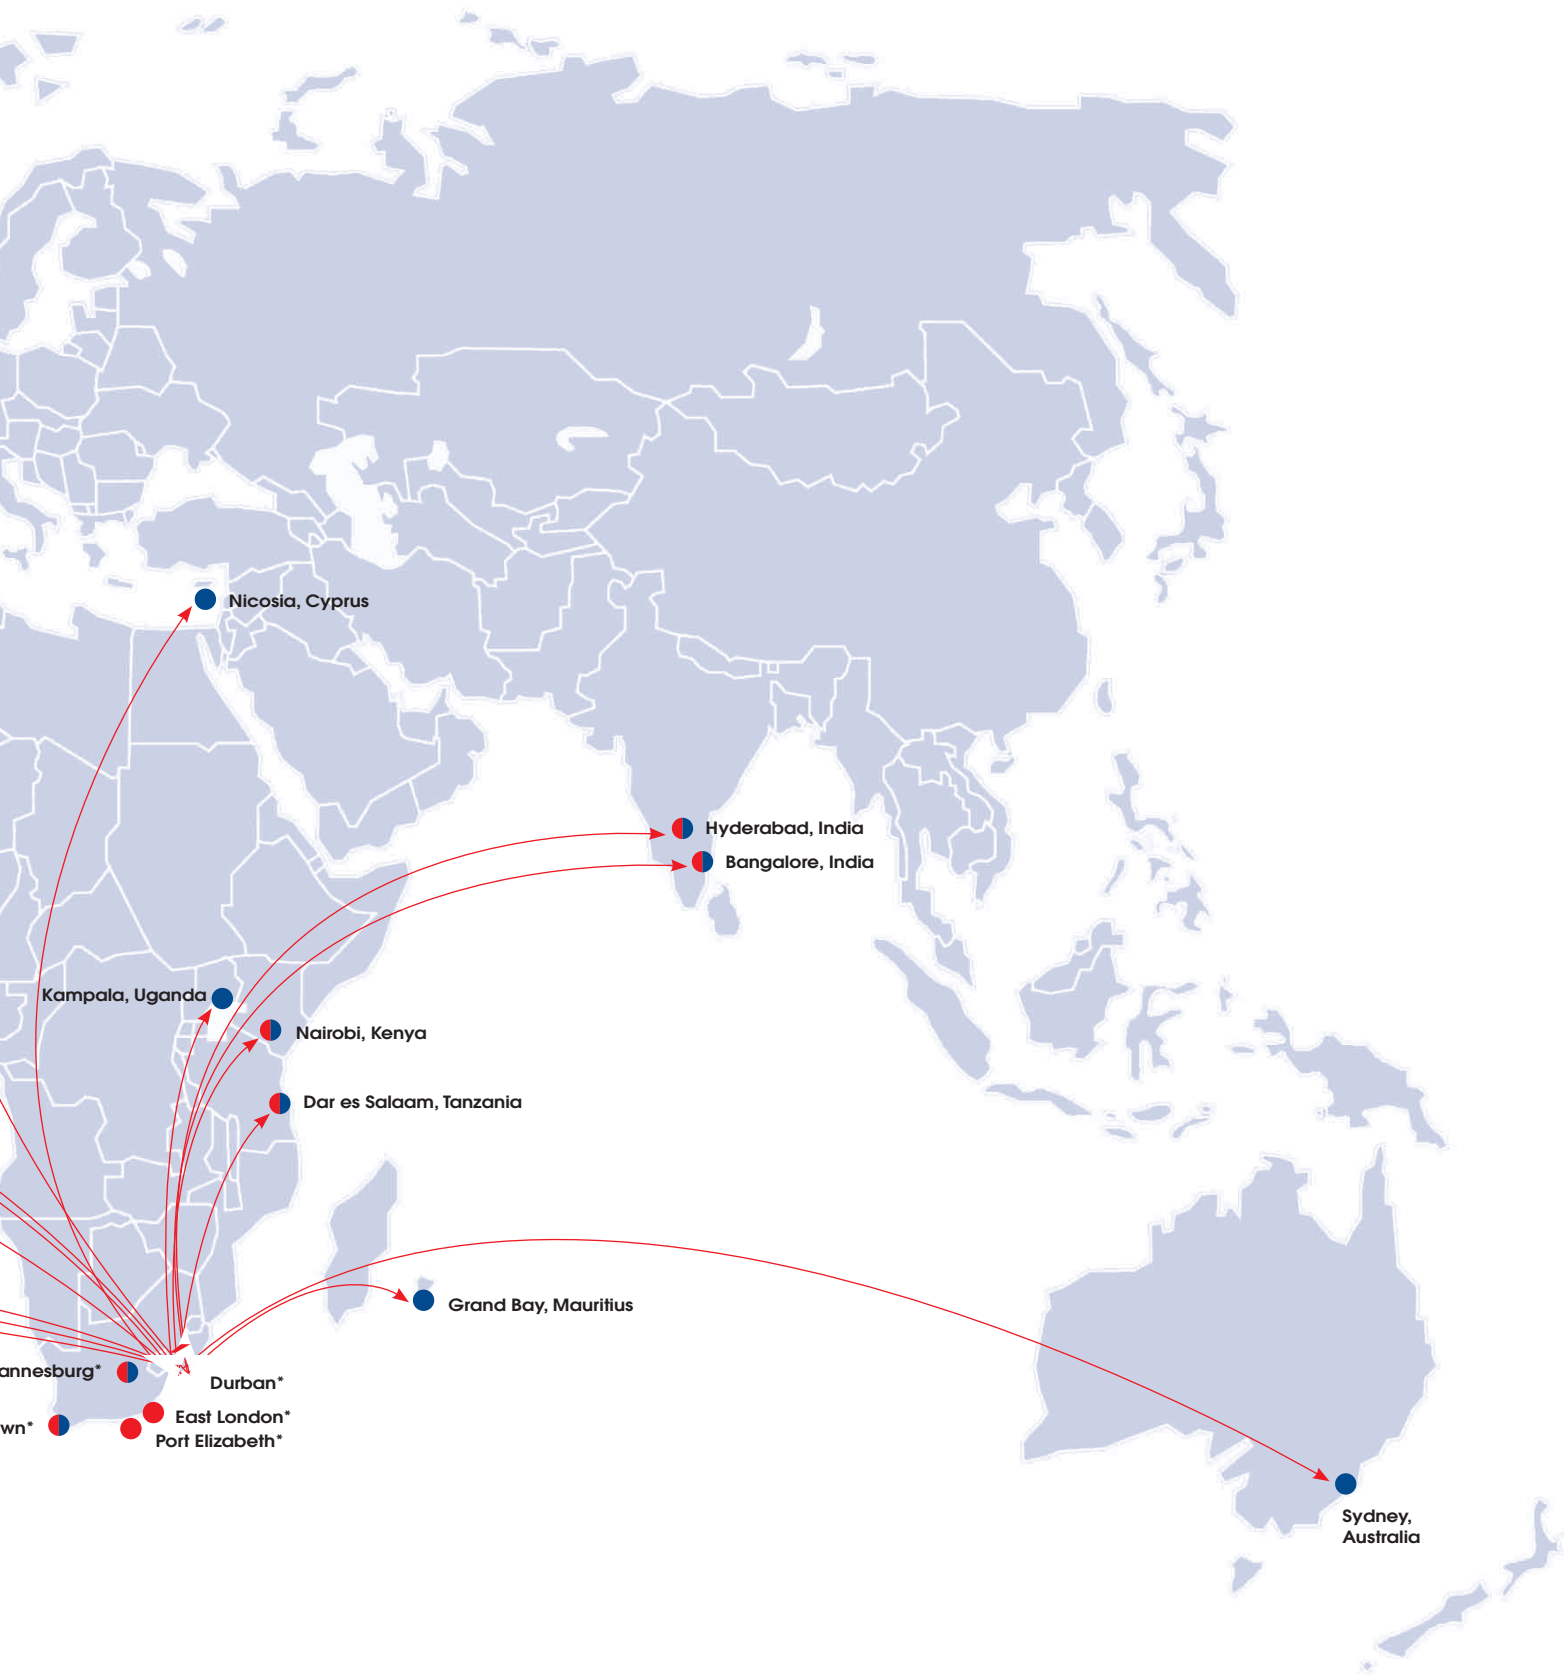 Nicosia, Cyprus
Hyderabad, India
Bangalore, India
Kampala, Uganda
Nairobi, Kenya
Dar es Salaam, Tanzania
Grand Bay, Mauritius
annesburg*
Durban*
East London*
wn*
Port Elizabeth*
Sydney,
Australia